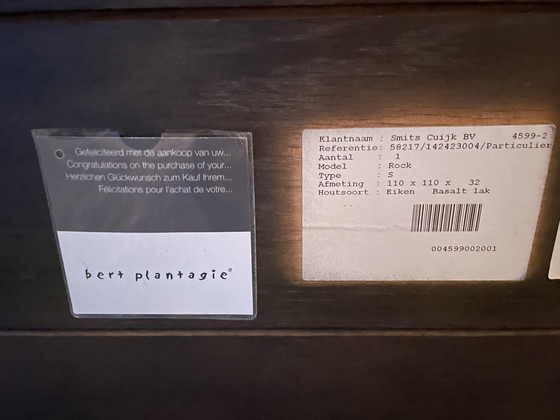 Gefeliciteerd met de aankoop van uw...
Congratulations on the purchase of your...
Herzlichen Glückwunsch zum Kauf Ihrem...
Félicitations pour l'achat de votre...
bert plantagie®
Klantnaam : Smits Cuijk BV 4599-2
Referentie: 58217/142423004/Particulier
Aantal : 1
Model : Rock
Type : S
Afmeting : 110 x 110 x 32
Houtsoort : Eiken Basalt lak
004599002001